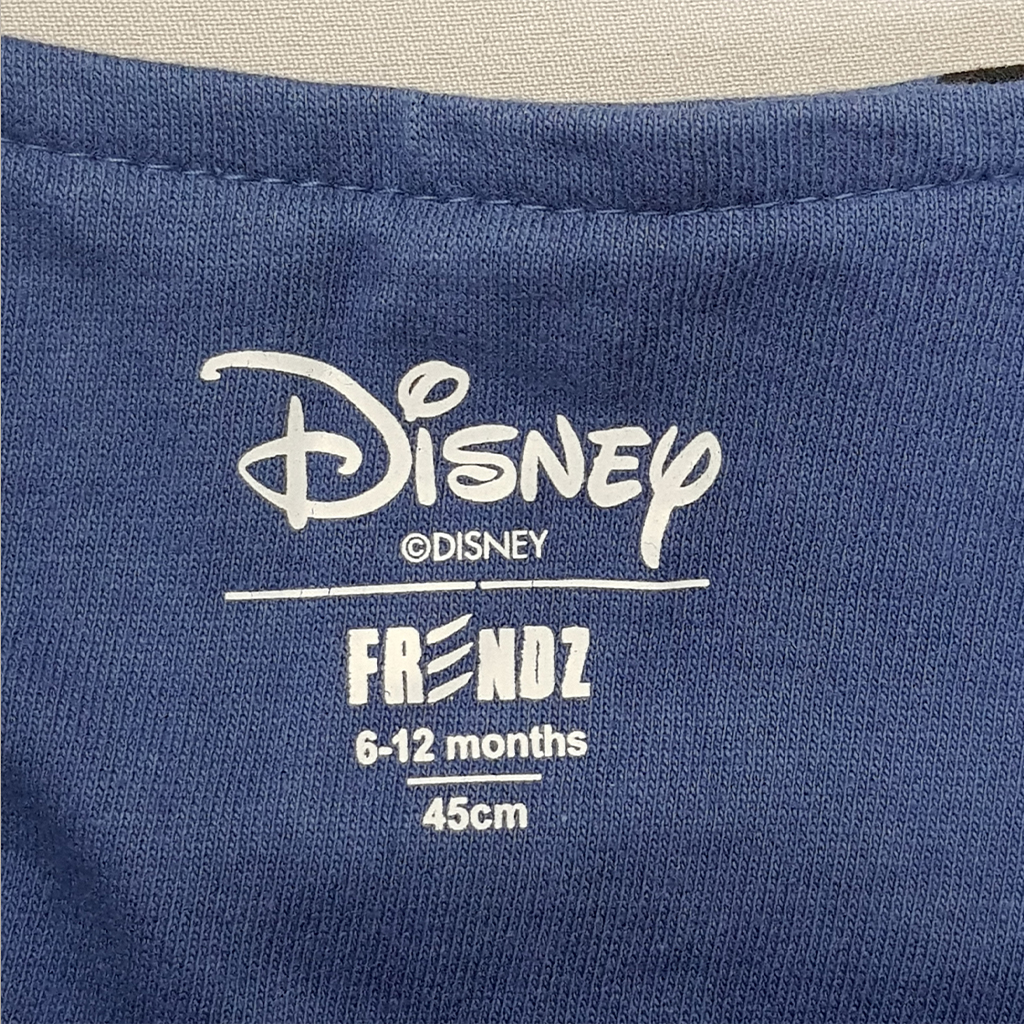 Disney
©DISNEY
FRENDZ
6-12 months
45cm